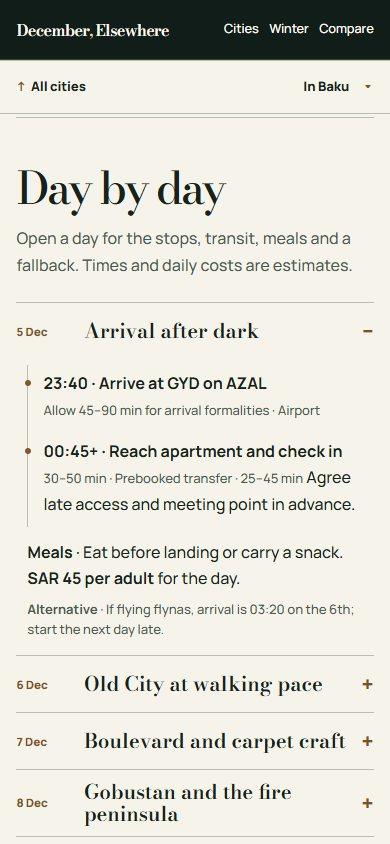 December, Elsewhere
Cities Winter Compare
↑ All cities
In Baku
Day by day
Open a day for the stops, transit, meals and a
fallback. Times and daily costs are estimates.
5 Dec Arrival after dark −
23:40 · Arrive at GYD on AZAL
Allow 45–90 min for arrival formalities · Airport
00:45+ · Reach apartment and check in
30–50 min · Prebooked transfer · 25–45 min Agree
late access and meeting point in advance.
Meals · Eat before landing or carry a snack.
SAR 45 per adult for the day.
Alternative · If flying flynas, arrival is 03:20 on the 6th;
start the next day late.
6 Dec Old City at walking pace +
7 Dec Boulevard and carpet craft +
8 Dec Gobustan and the fire +
peninsula